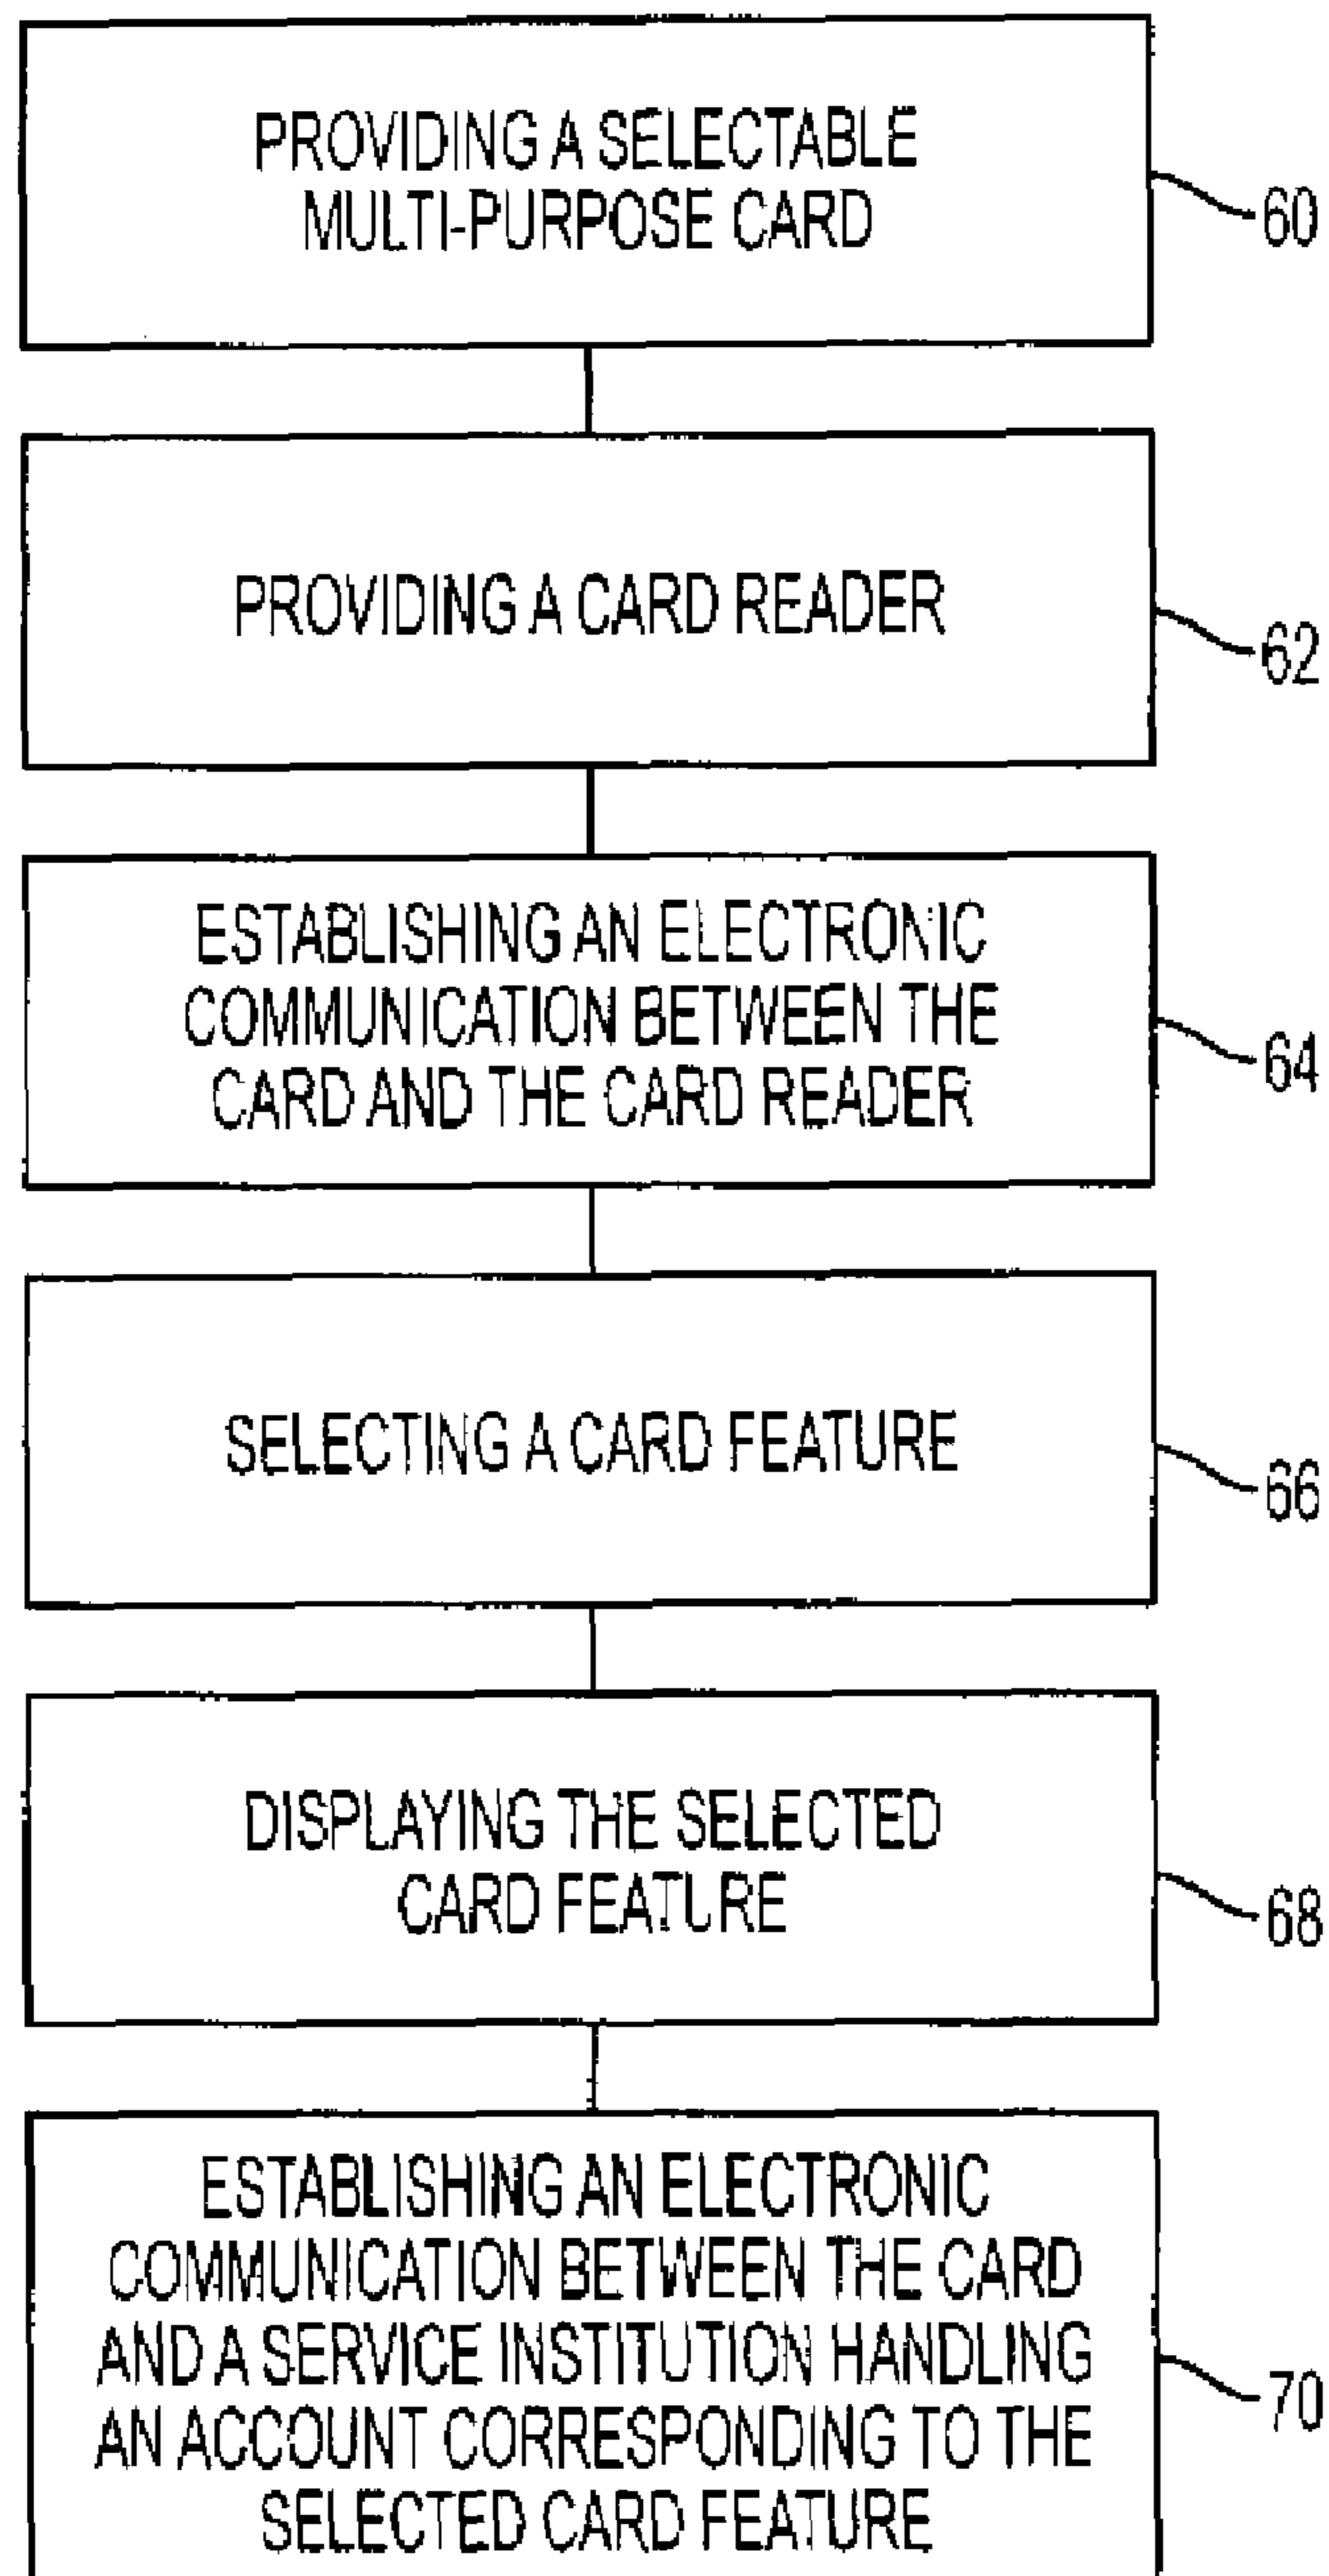 PROVIDING A SELECTABLE
MULTI-PURPOSE CARD
60
PROVIDING A CARD READER
62
ESTABLISHING AN ELECTRONIC
COMMUNICATION BETWEEN THE
CARD AND THE CARD READER
64
SELECTING A CARD FEATURE
66
DISPLAYING THE SELECTED
CARD FEATURE
68
ESTABLISHING AN ELECTRONIC
COMMUNICATION BETWEEN THE CARD
AND A SERVICE INSTITUTION HANDLING
AN ACCOUNT CORRESPONDING TO THE
SELECTED CARD FEATURE
70